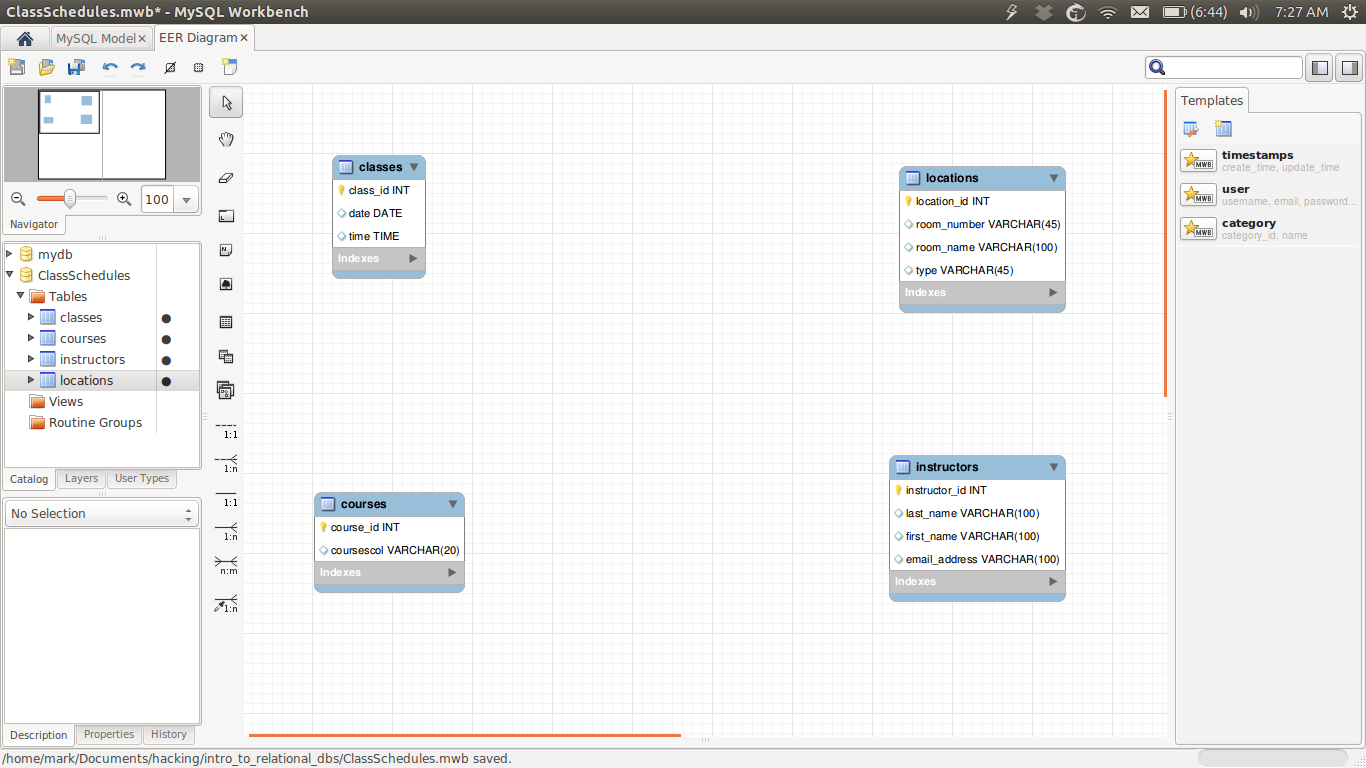 ClassSchedules.mwb* - MySQL Workbench
(6:44)
7:27 AM
MySQL Model
EER Diagram
100
Navigator
mydb
ClassSchedules
Tables
classes
courses
instructors
locations
Views
Routine Groups
Catalog
Layers
User Types
No Selection
Description
Properties
History
1:1
1:n
1:1
1:n
n:m
1:n
classes
class_id INT
date DATE
time TIME
Indexes
locations
location_id INT
room_number VARCHAR(45)
room_name VARCHAR(100)
type VARCHAR(45)
Indexes
courses
course_id INT
coursescol VARCHAR(20)
Indexes
instructors
instructor_id INT
last_name VARCHAR(100)
first_name VARCHAR(100)
email_address VARCHAR(100)
Indexes
Templates
MWB
timestamps
create_time, update_time
MWB
user
username, email, password...
MWB
category
category_id, name
/home/mark/Documents/hacking/intro_to_relational_dbs/ClassSchedules.mwb saved.